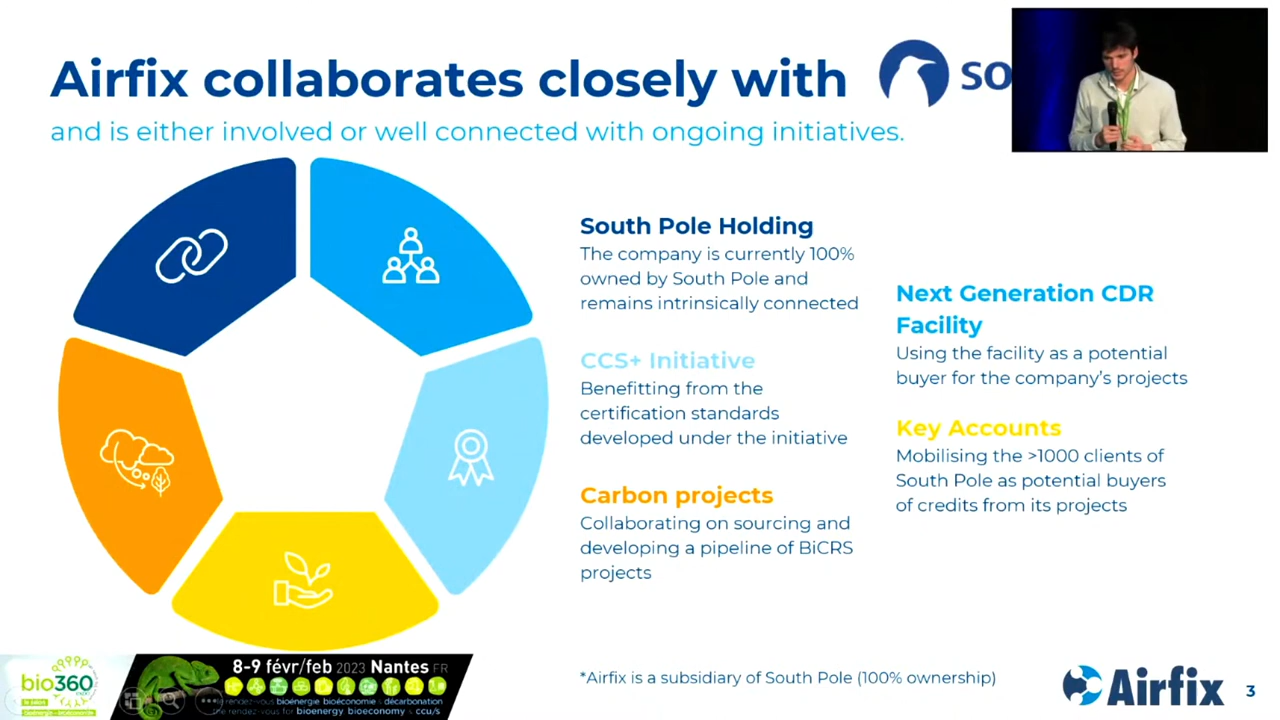 Airfix collaborates closely with
SO
and is either involved or well connected with ongoing initiatives.
South Pole Holding
The company is currently 100%
owned by South Pole and
remains intrinsically connected
CCS+ Initiative
Benefitting from the
certification standards
developed under the initiative
Carbon projects
Collaborating on sourcing and
developing a pipeline of BiCRS
projects
Next Generation CDR
Facility
Using the facility as a potential
buyer for the company's projects
Key Accounts
Mobilising the >1000 clients of
South Pole as potential buyers
of credits from its projects
bio360
8-9 févr/feb 2023 Nantes FR
rendez-vous bioénergie bioéconomie & décarbonation
the rendez-vous for bioenergy, bioeconomy & ccu/s
*Airfix is a subsidiary of South Pole (100% ownership)
Airfix
3